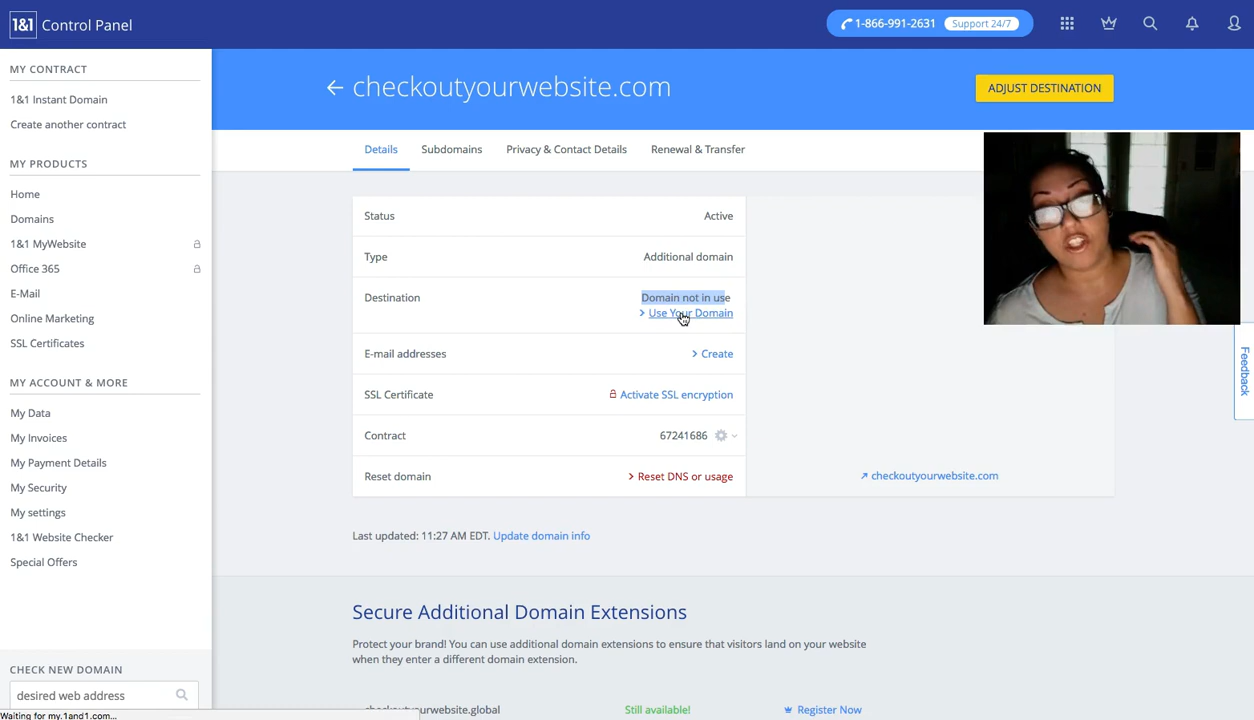 1&1 Control Panel
1-866-991-2631 Support 24/7
MY CONTRACT
1&1 Instant Domain
Create another contract
MY PRODUCTS
Home
Domains
1&1 MyWebsite
Office 365
E-Mail
Online Marketing
SSL Certificates
MY ACCOUNT & MORE
My Data
My Invoices
My Payment Details
My Security
My settings
1&1 Website Checker
Special Offers
CHECK NEW DOMAIN
desired web address
Waiting for my.1and1.com...
checkoutyourwebsite.com
ADJUST DESTINATION
Details Subdomains Privacy & Contact Details Renewal & Transfer
Status Active
Type Additional domain
Destination Domain not in use
Use Your Domain
E-mail addresses Create
SSL Certificate Activate SSL encryption
Contract 67241686
Reset domain Reset DNS or usage
checkoutyourwebsite.com
Last updated: 11:27 AM EDT. Update domain info
Feedback
Secure Additional Domain Extensions
Protect your brand! You can use additional domain extensions to ensure that visitors land on your website
when they enter a different domain extension.
checkoutyourwebsite.global Still available! Register Now